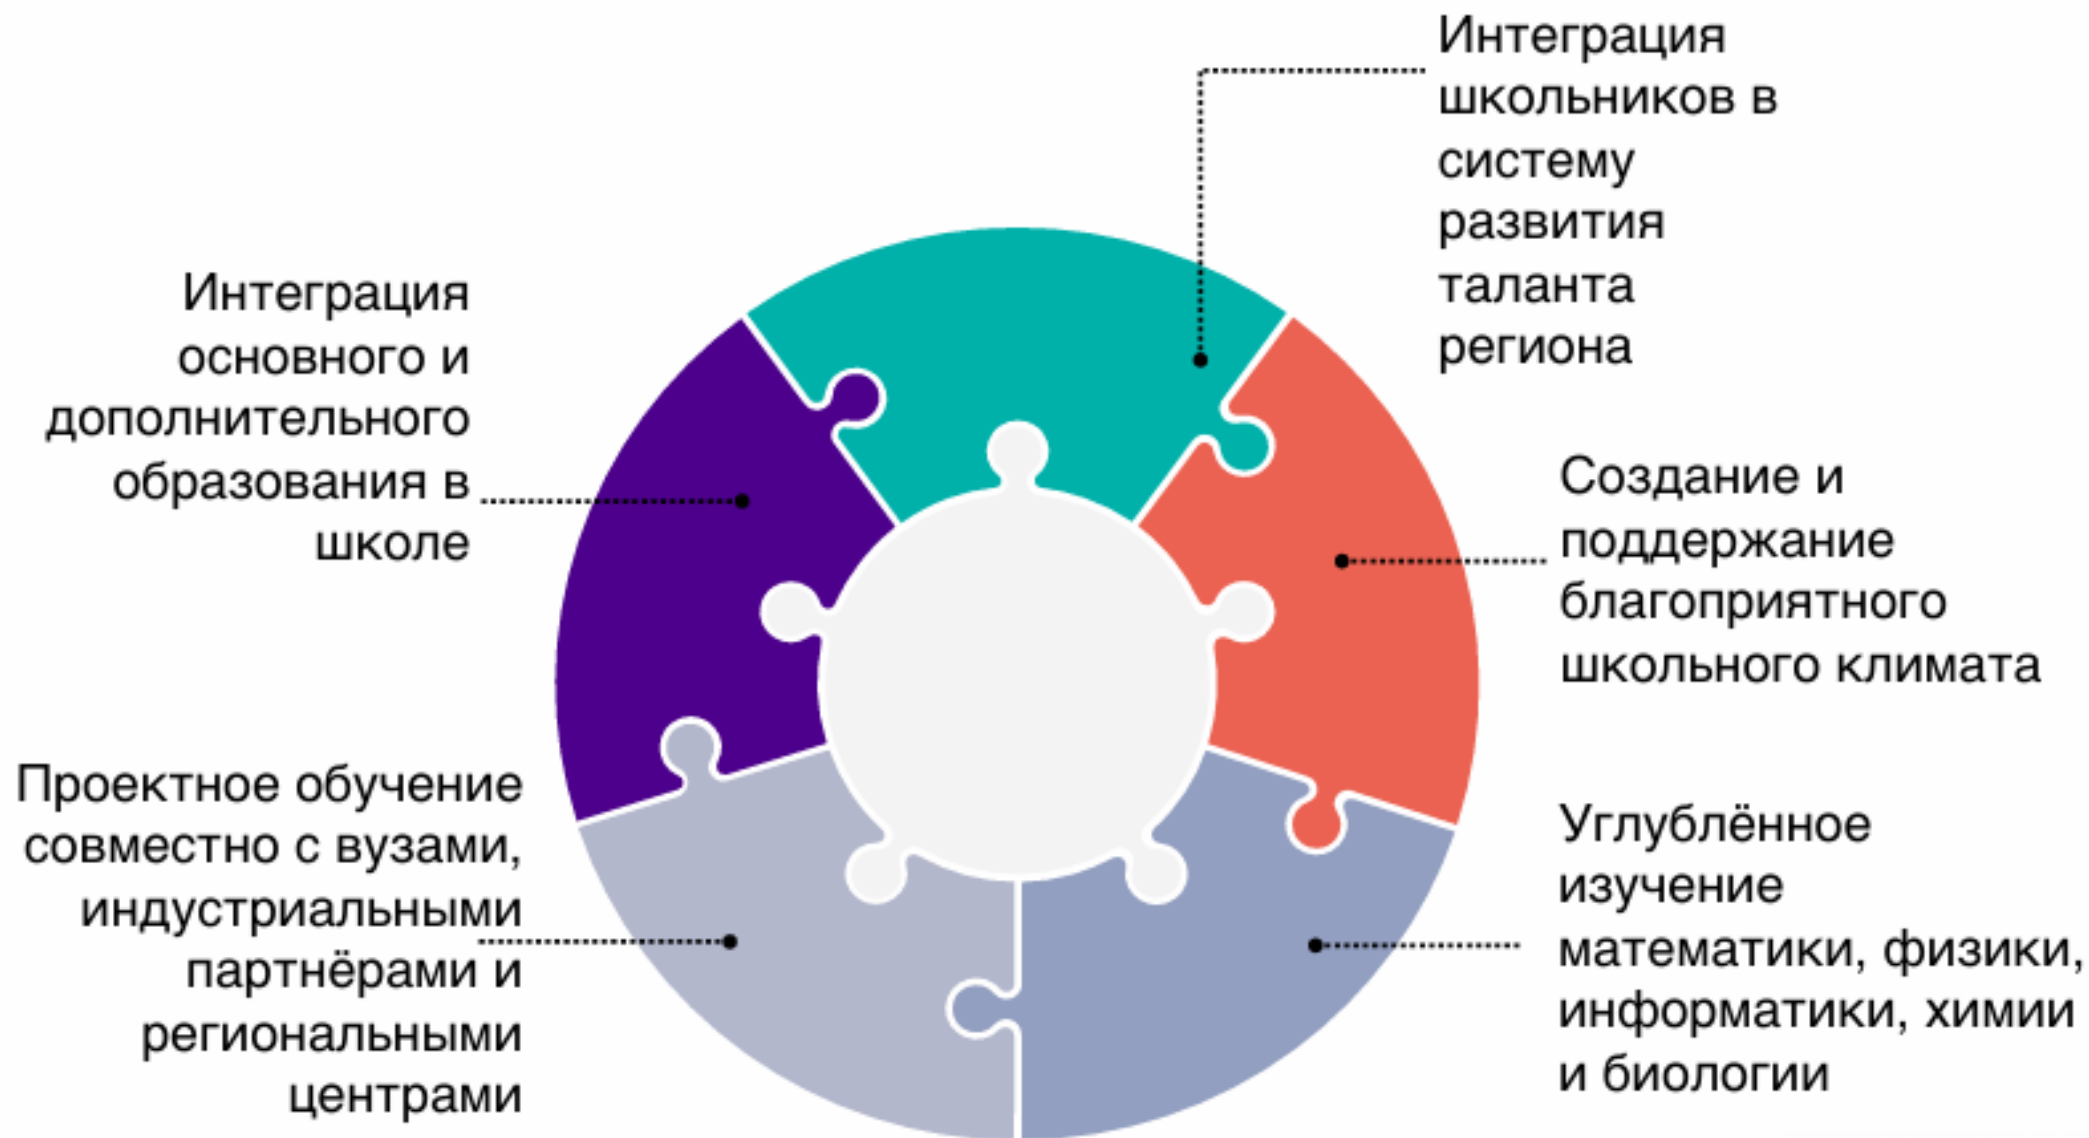 Интеграция
школьников в
систему
развития
таланта
региона
Интеграция
основного и
дополнительного
образования в
школе
Создание и
поддержание
благоприятного
школьного климата
Проектное обучение
совместно с вузами,
индустриальными
партнёрами и
региональными
центрами
Углублённое
изучение
математики, физики,
информатики, химии
и биологии